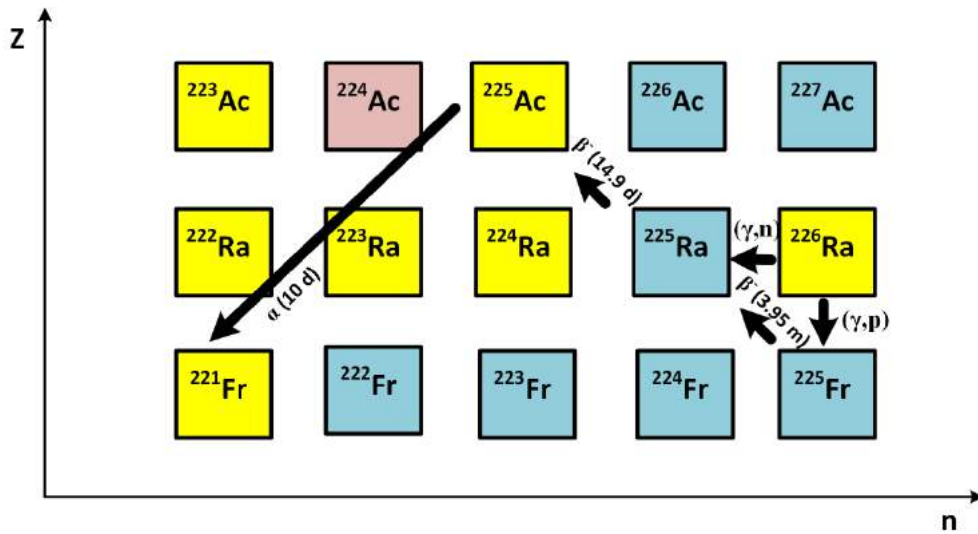 Z
²²³Ac ²²⁴Ac ²²⁵Ac ²²⁶Ac ²²⁷Ac
β⁻ (14.9 d)
²²²Ra ²²³Ra ²²⁴Ra ²²⁵Ra (γ,n) ²²⁶Ra
α (10 d)
β⁻ (3.95 m)
(γ,p)
²²¹Fr ²²²Fr ²²³Fr ²²⁴Fr ²²⁵Fr
n